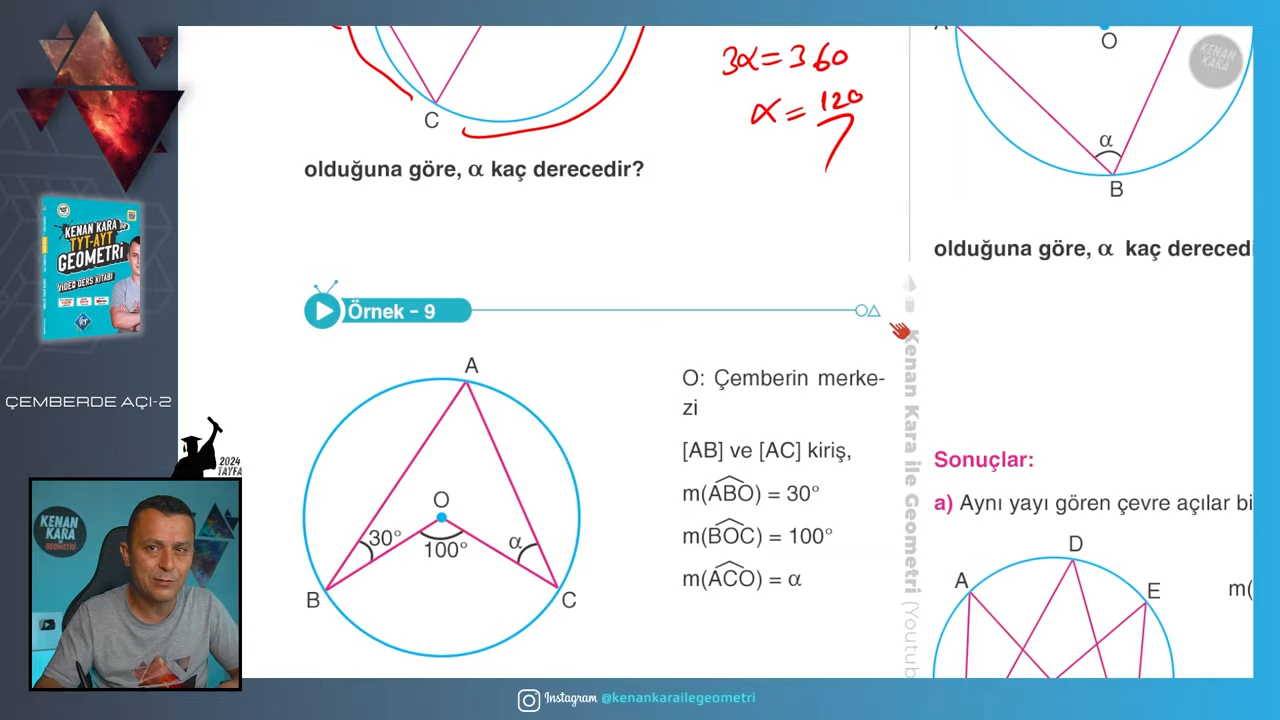 3α = 360
α = 120
C
olduğuna göre, α kaç derecedir?
Örnek – 9
A
O
30°
100°
α
B
C
O: Çemberin merke-
zi
[AB] ve [AC] kiriş,
m(ABO) = 30°
m(BOC) = 100°
m(ACO) = α
Kenan Kara ile Geometri (Youtub
A
O
α
B
olduğuna göre, α kaç dereced
Sonuçlar:
a) Aynı yayı gören çevre açılar bi
D
A
E
m(
KENAN
KARA
KENAN KARA
TYT-AYT
GEOMETRİ
VİDEO DERS KİTABI
ÇEMBERDE AÇI-2
2024
TAYFA
KENAN
KARA
GEOMETRİ
Instagram @kenankarailegeometri